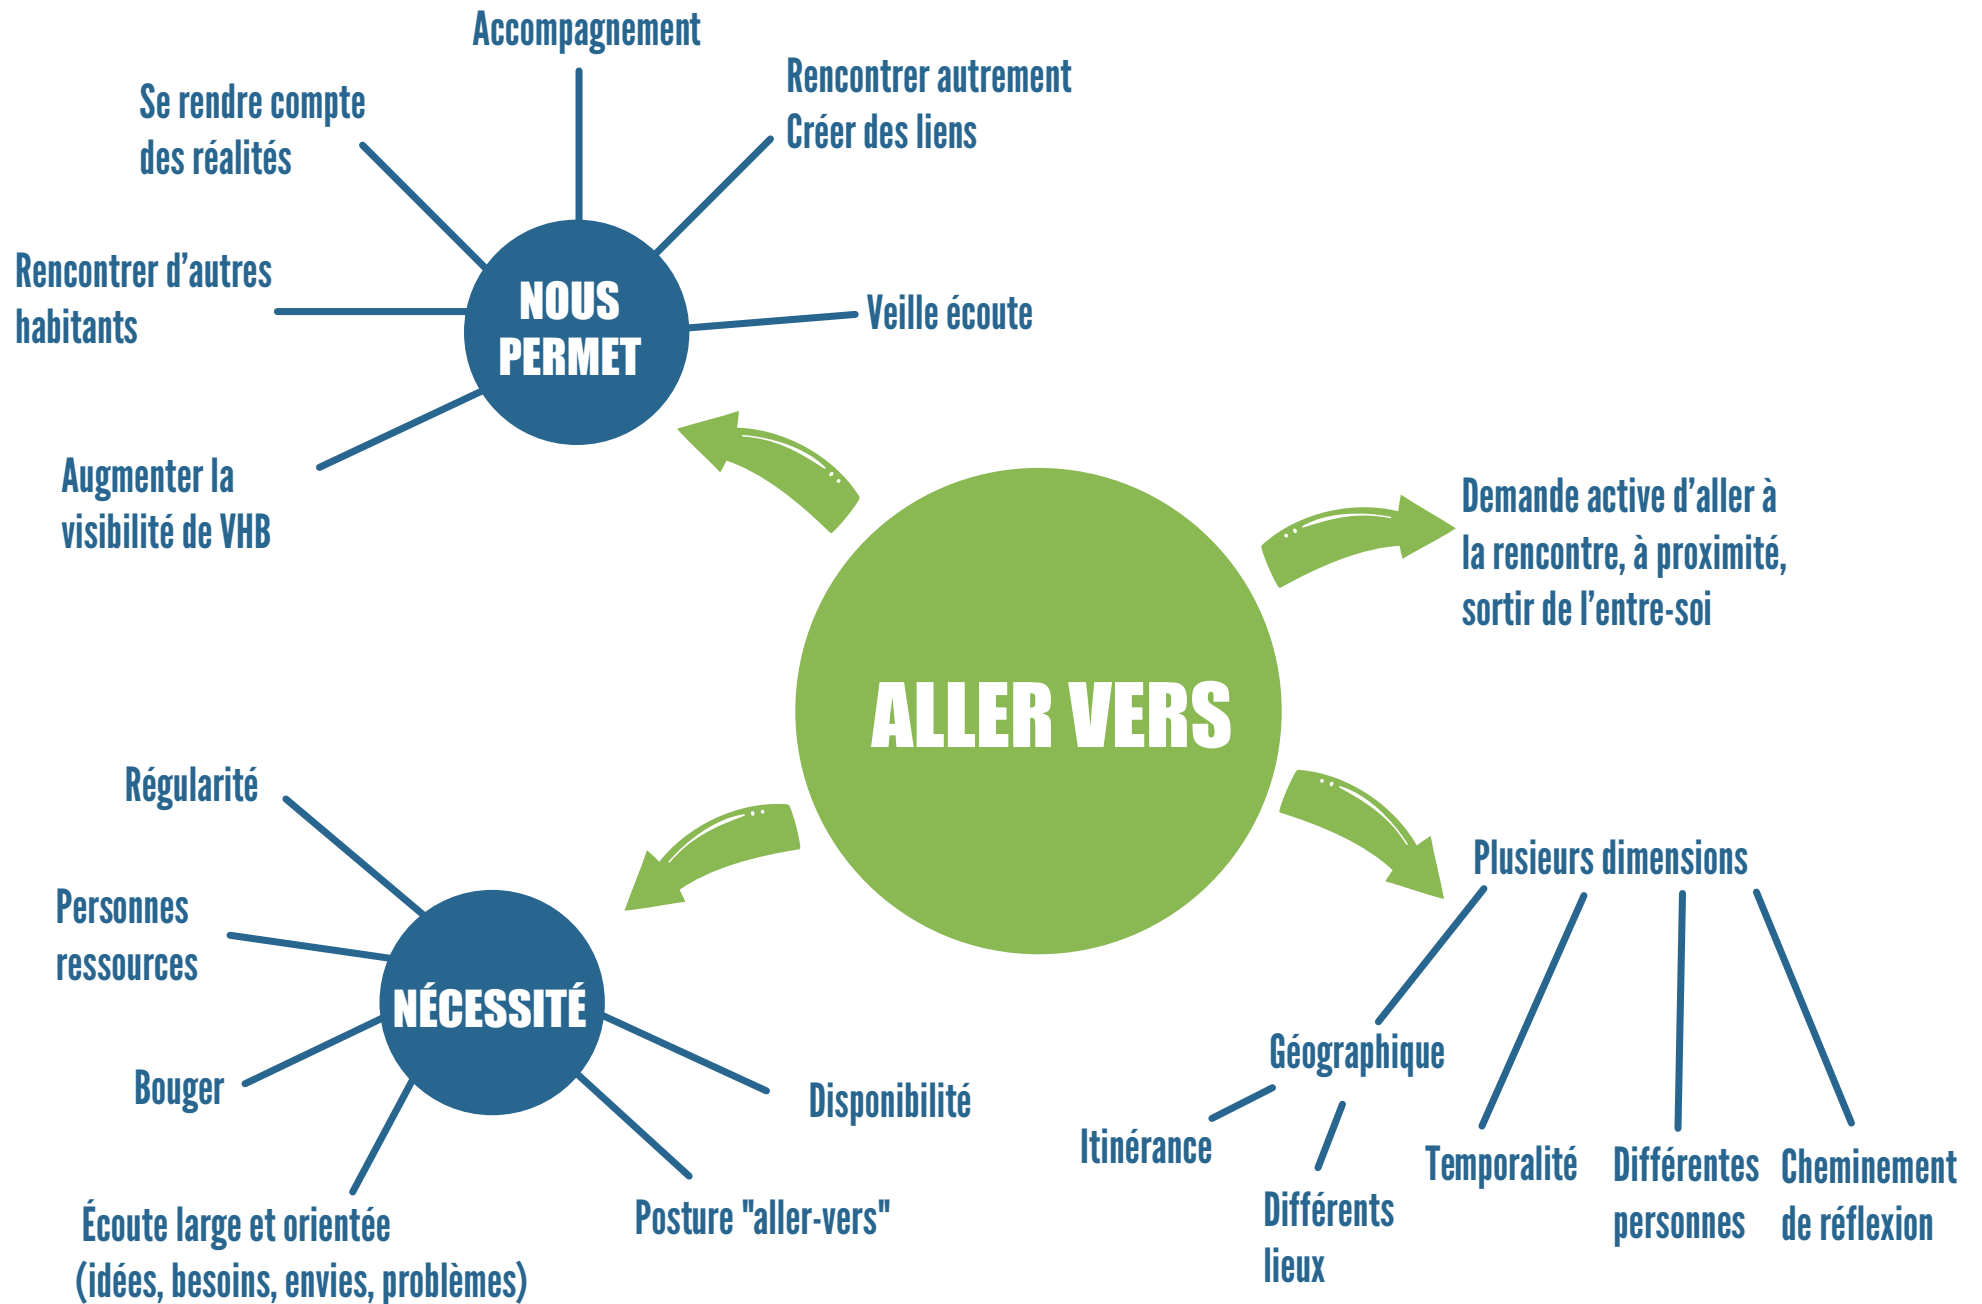 Accompagnement
Rencontrer autrement
Créer des liens
Se rendre compte
des réalités
Rencontrer d'autres
habitants
NOUS
PERMET
Veille écoute
Augmenter la
visibilité de VHB
Demande active d'aller à
la rencontre, à proximité,
sortir de l'entre-soi
ALLER VERS
Régularité
Personnes
ressources
NÉCESSITÉ
Bouger
Disponibilité
Écoute large et orientée
(idées, besoins, envies, problèmes)
Posture "aller-vers"
Plusieurs dimensions
Géographique
Itinérance
Différents
lieux
Temporalité
Différentes
personnes
Cheminement
de réflexion